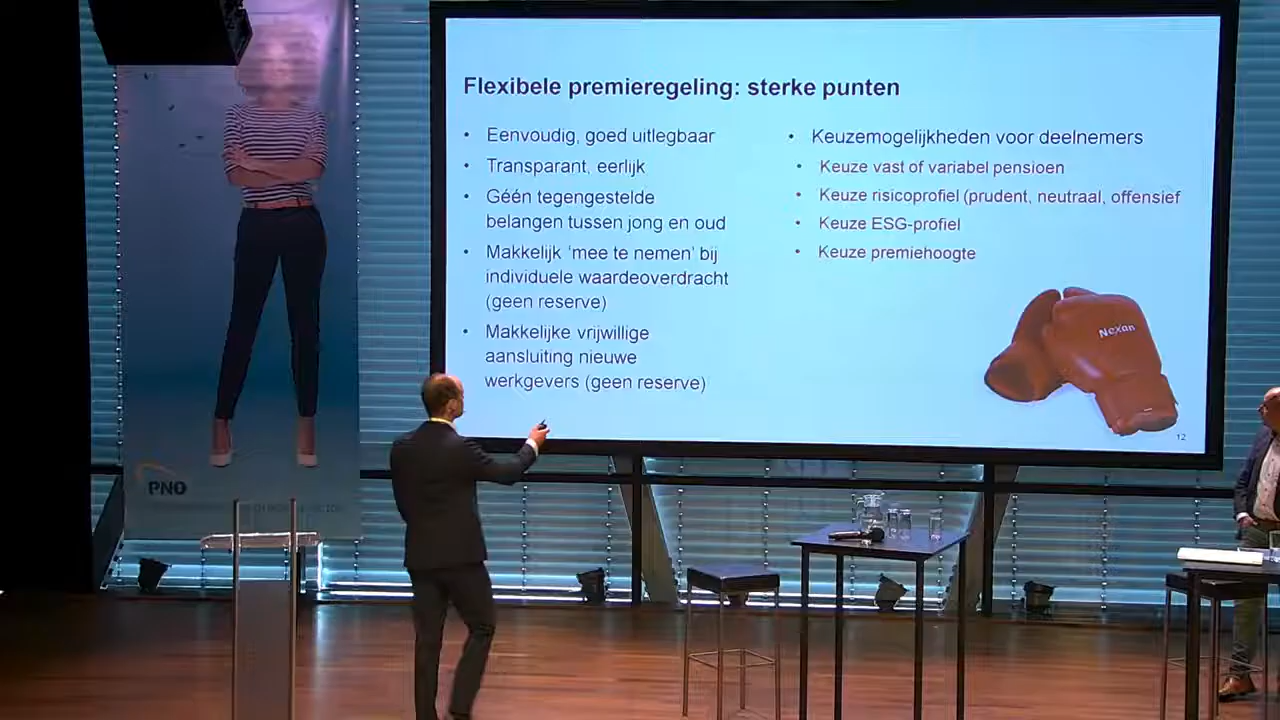 Flexibele premieregeling: sterke punten
• Eenvoudig, goed uitlegbaar
• Transparant, eerlijk
• Géén tegengestelde
belangen tussen jong en oud
• Makkelijk ‘mee te nemen’ bij
individuele waardeoverdracht
(geen reserve)
• Makkelijke vrijwillige
aansluiting nieuwe
werkgevers (geen reserve)
• Keuzemogelijkheden voor deelnemers
• Keuze vast of variabel pensioen
• Keuze risicoprofiel (prudent, neutraal, offensief
• Keuze ESG-profiel
• Keuze premiehoogte
Nexan
12
PNO